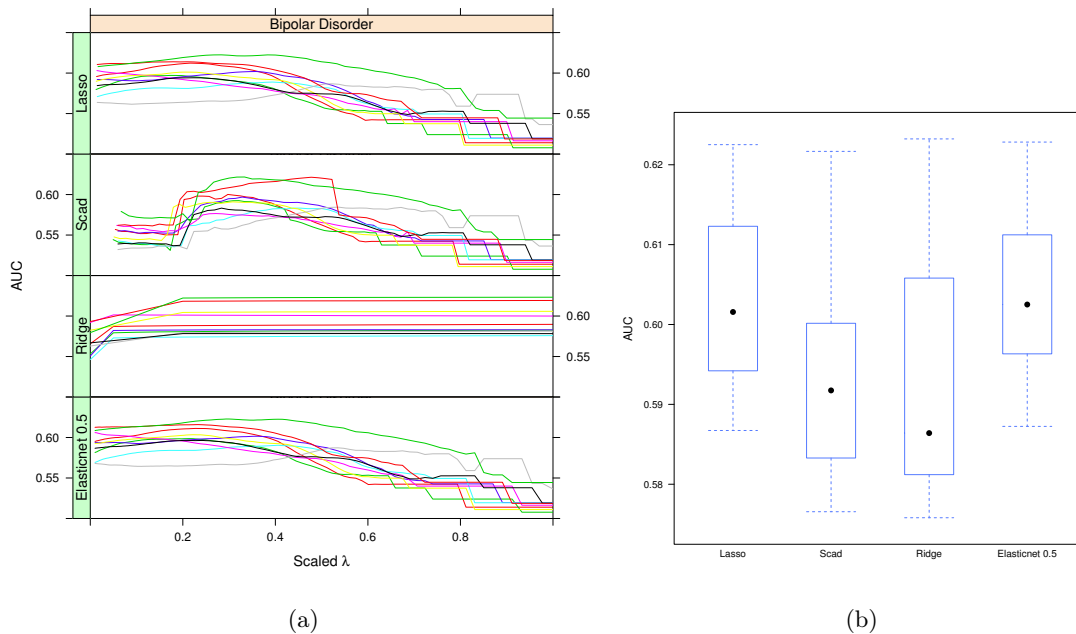 Bipolar Disorder
Lasso
0.60
0.55
Scad
0.60
0.55
Ridge
0.60
0.55
Elasticnet 0.5
0.60
0.55
AUC
0.2
0.4
0.6
0.8
Scaled λ
(a)
0.62
0.61
0.60
0.59
0.58
AUC
Lasso
Scad
Ridge
Elasticnet 0.5
(b)